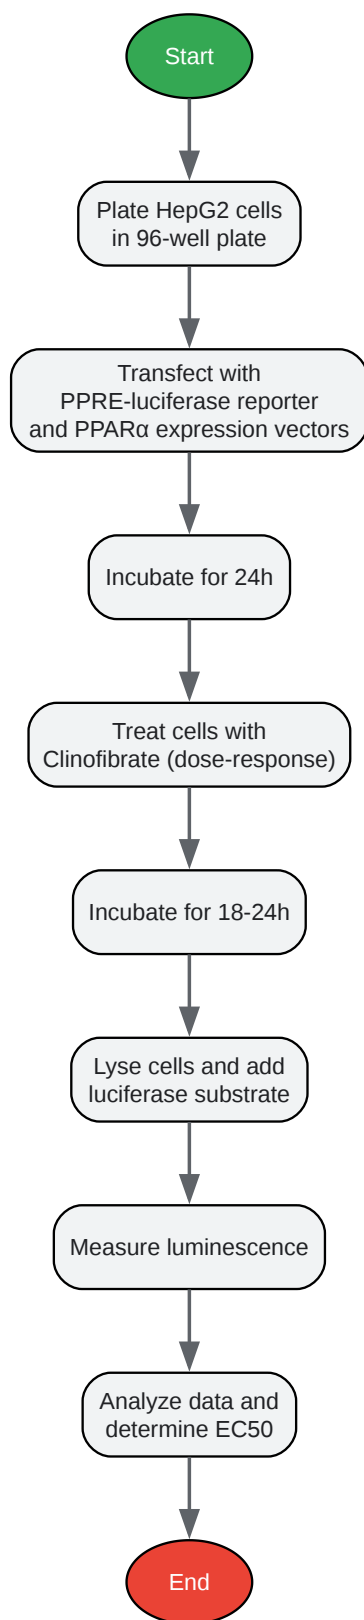 Start
Plate HepG2 cells
in 96-well plate
Transfect with
PPRE-luciferase reporter
and PPARα expression vectors
Incubate for 24h
Treat cells with
Clinofibrate (dose-response)
Incubate for 18-24h
Lyse cells and add
luciferase substrate
Measure luminescence
Analyze data and
determine EC50
End